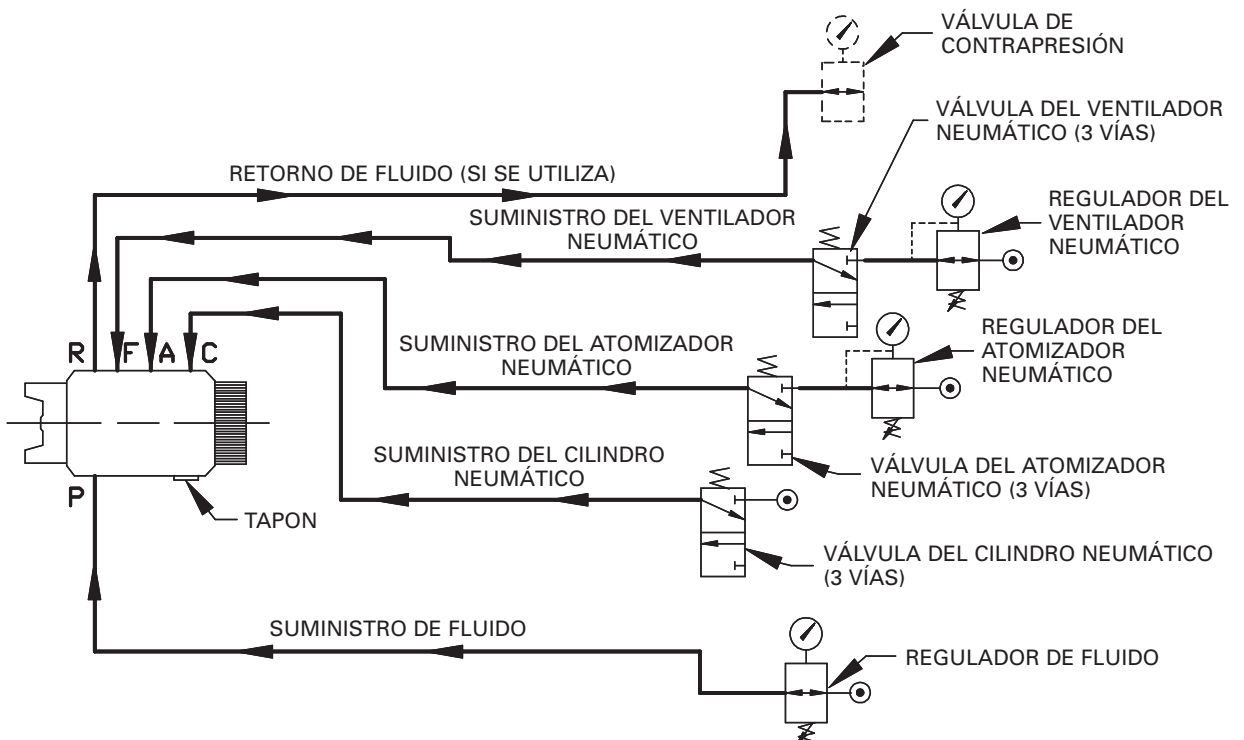 VÁLVULA DE
CONTRAPRESIÓN
VÁLVULA DEL VENTILADOR
NEUMÁTICO (3 VÍAS)
RETORNO DE FLUIDO (SI SE UTILIZA)
SUMINISTRO DEL VENTILADOR
NEUMÁTICO
REGULADOR DEL
VENTILADOR
NEUMÁTICO
R F A C
SUMINISTRO DEL ATOMIZADOR
NEUMÁTICO
REGULADOR DEL
ATOMIZADOR
NEUMÁTICO
SUMINISTRO DEL CILINDRO
NEUMÁTICO
VÁLVULA DEL ATOMIZADOR
NEUMÁTICO (3 VÍAS)
P
TAPON
VÁLVULA DEL CILINDRO NEUMÁTICO
(3 VÍAS)
SUMINISTRO DE FLUIDO
REGULADOR DE FLUIDO